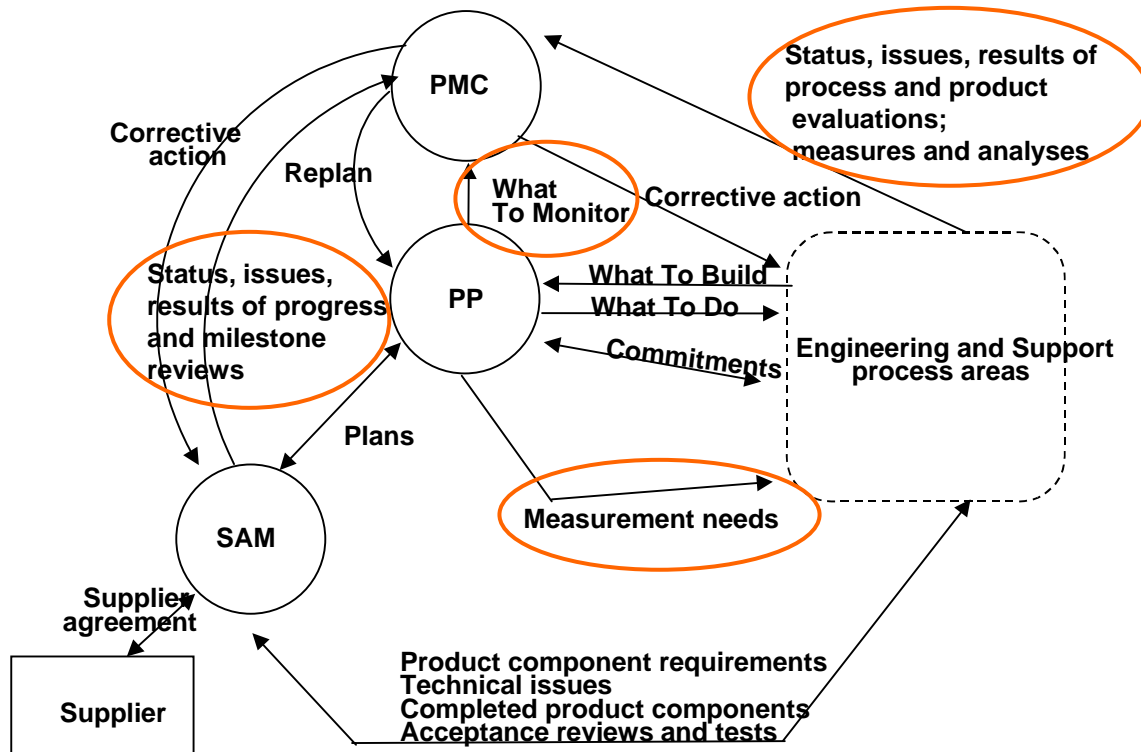 PMC
Status, issues, results of
process and product
evaluations;
measures and analyses
Corrective
action
Replan
What
To Monitor
Corrective action
Status, issues,
results of progress
and milestone
reviews
PP
What To Build
What To Do
Commitments
Engineering and Support
process areas
Plans
Measurement needs
SAM
Supplier
agreement
Supplier
Product component requirements
Technical issues
Completed product components
Acceptance reviews and tests